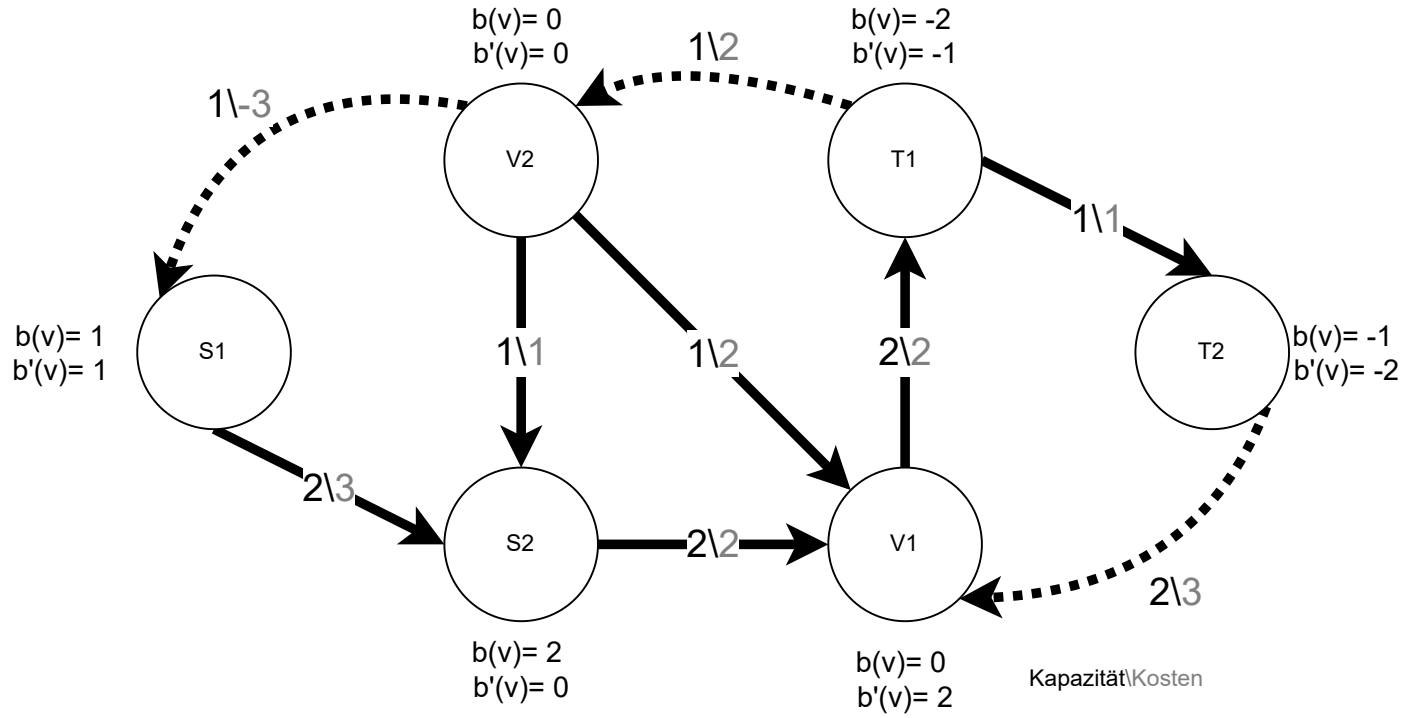 b(v)= 0
b'(v)= 0
b(v)= -2
b'(v)= -1
1\2
1\-3
V2
T1
1\1
b(v)= 1
b'(v)= 1
S1
1\1
1\2
2\2
T2
b(v)= -1
b'(v)= -2
2\3
S2
2\2
V1
2\3
b(v)= 2
b'(v)= 0
b(v)= 0
b'(v)= 2
Kapazität\Kosten